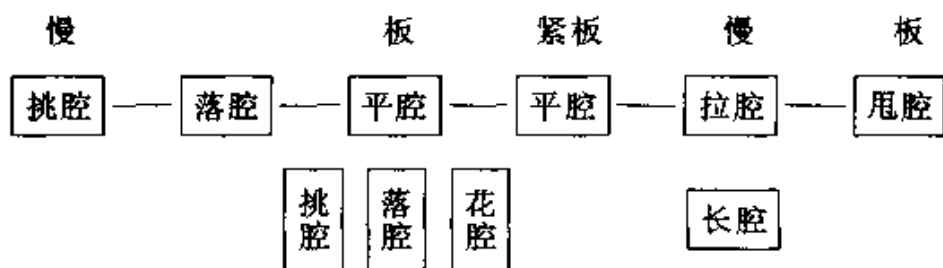 慢 板 紧板 慢 板
挑腔 落腔 平腔 平腔 拉腔 甩腔
挑腔 落腔 花腔 长腔